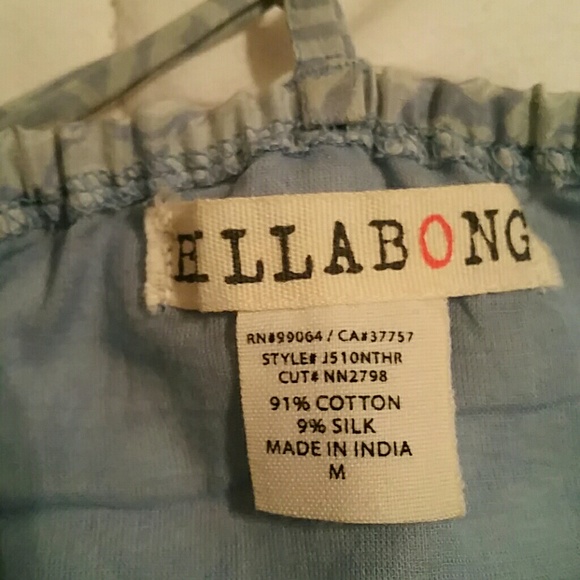 BILLABONG
RN#99064 / CA#37757
STYLE# J510NTHR
CUT# NN2798
91% COTTON
9% SILK
MADE IN INDIA
M